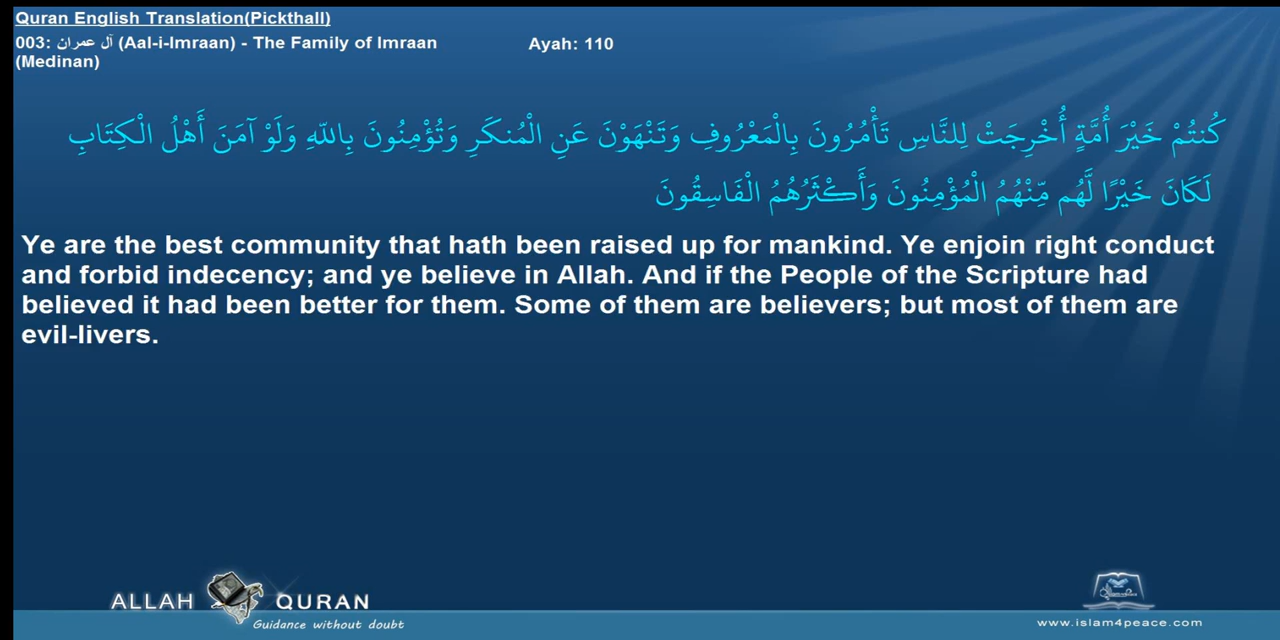 Quran English Translation(Pickthall)
003: آل عمران (Aal-i-Imraan) - The Family of Imraan
(Medinan)
Ayah: 110
كُنتُمْ خَيْرَ أُمَّةٍ أُخْرِجَتْ لِلنَّاسِ تَأْمُرُونَ بِالْمَعْرُوفِ وَتَنْهَوْنَ عَنِ الْمُنكَرِ وَتُؤْمِنُونَ بِاللَّهِ وَلَوْ آمَنَ أَهْلُ الْكِتَابِ
لَكَانَ خَيْرًا لَّهُم مِّنْهُمُ الْمُؤْمِنُونَ وَأَكْثَرُهُمُ الْفَاسِقُونَ
Ye are the best community that hath been raised up for mankind. Ye enjoin right conduct
and forbid indecency; and ye believe in Allah. And if the People of the Scripture had
believed it had been better for them. Some of them are believers; but most of them are
evil-livers.
ALLAH QURAN
Guidance without doubt
www.islam4peace.com